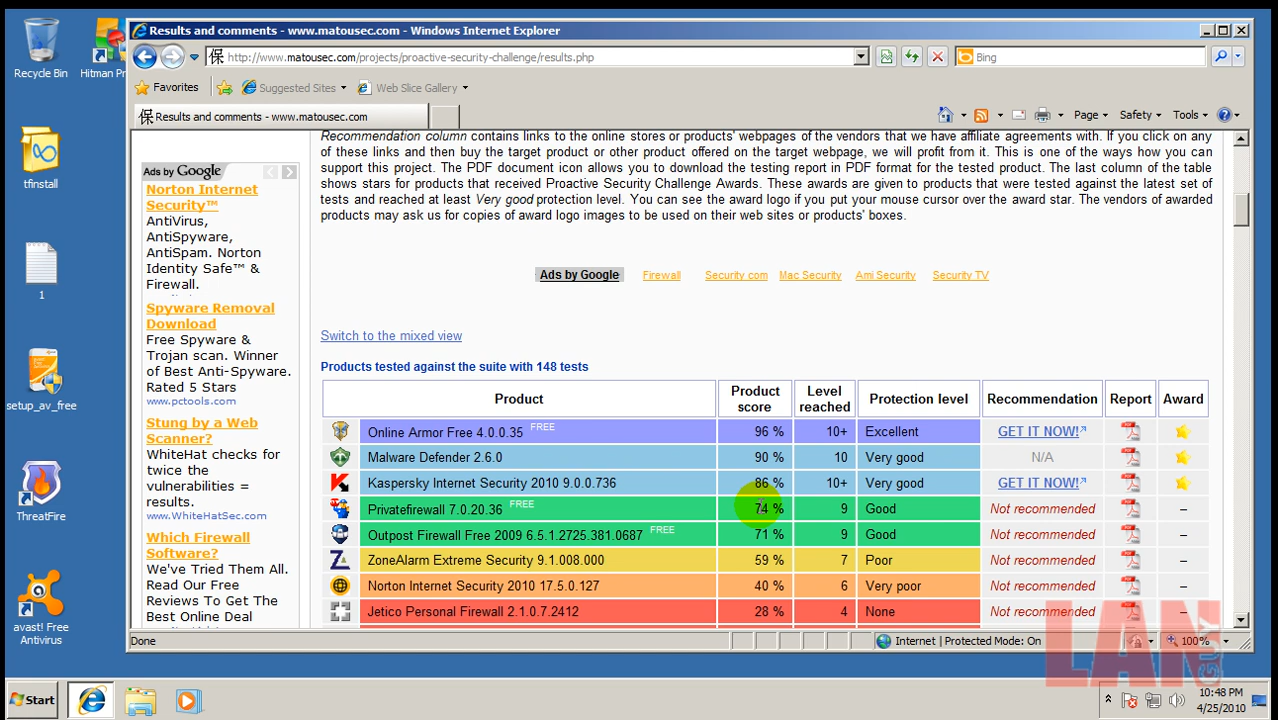 Results and comments - www.matousec.com - Windows Internet Explorer
http://www.matousec.com/projects/proactive-security-challenge/results.php
Bing
Favorites
Suggested Sites
Web Slice Gallery
Results and comments - www.matousec.com
Page
Safety
Tools
Recycle Bin
Hitman Pr
tfinstall
1
setup_av_free
ThreatFire
avast! Free
Antivirus
Ads by Google
Norton Internet
Security™
AntiVirus,
AntiSpyware,
AntiSpam. Norton
Identity Safe™ &
Firewall.
Spyware Removal
Download
Free Spyware &
Trojan scan. Winner
of Best Anti-Spyware.
Rated 5 Stars
www.pctools.com
Stung by a Web
Scanner?
WhiteHat checks for
twice the
vulnerabilities =
results.
www.WhiteHatSec.com
Which Firewall
Software?
We've Tried Them All.
Read Our Free
Reviews To Get The
Best Online Deal
Recommendation column contains links to the online stores or products' webpages of the vendors that we have affiliate agreements with. If you click on
any of these links and then buy the target product or other product offered on the target webpage, we will profit from it. This is one of the ways how you can
support this project. The PDF document icon allows you to download the testing report in PDF format for the tested product. The last column of the table
shows stars for products that received Proactive Security Challenge Awards. These awards are given to products that were tested against the latest set of
tests and reached at least Very good protection level. You can see the award logo if you put your mouse cursor over the award star. The vendors of awarded
products may ask us for copies of award logo images to be used on their web sites or products' boxes.
Ads by Google Firewall Security com Mac Security Ami Security Security TV
Switch to the mixed view
Products tested against the suite with 148 tests
Product Product score Level reached Protection level Recommendation Report Award
Online Armor Free 4.0.0.35 FREE 96 % 10+ Excellent GET IT NOW!
Malware Defender 2.6.0 90 % 10 Very good N/A
Kaspersky Internet Security 2010 9.0.0.736 86 % 10+ Very good GET IT NOW!
Privatefirewall 7.0.20.36 FREE 74 % 9 Good Not recommended –
Outpost Firewall Free 2009 6.5.1.2725.381.0687 FREE 71 % 9 Good Not recommended –
ZoneAlarm Extreme Security 9.1.008.000 59 % 7 Poor Not recommended –
Norton Internet Security 2010 17.5.0.127 40 % 6 Very poor Not recommended –
Jetico Personal Firewall 2.1.0.7.2412 28 % 4 None Not recommended –
Done
Internet | Protected Mode: On
100%
LAN GUY
Start
10:48 PM
4/25/2010